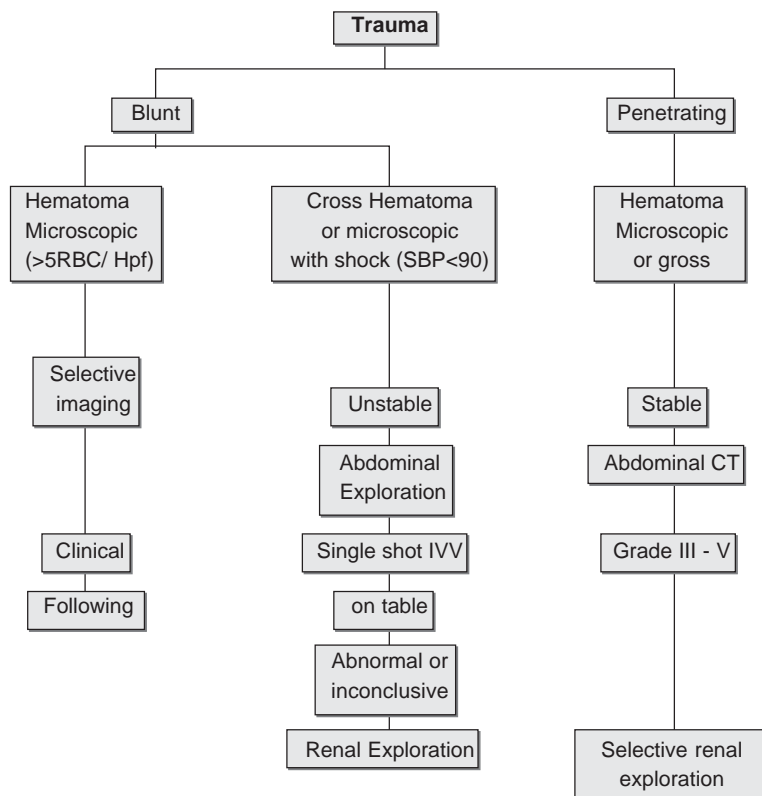 Trauma
Blunt
Penetrating
Hematoma
Microscopic
(>5RBC/ Hpf)
Cross Hematoma
or microscopic
with shock (SBP<90)
Hematoma
Microscopic
or gross
Selective
imaging
Unstable
Stable
Abdominal
Exploration
Abdominal CT
Clinical
Single shot IVV
Grade III - V
Following
on table
Abnormal or
inconclusive
Renal Exploration
Selective renal
exploration